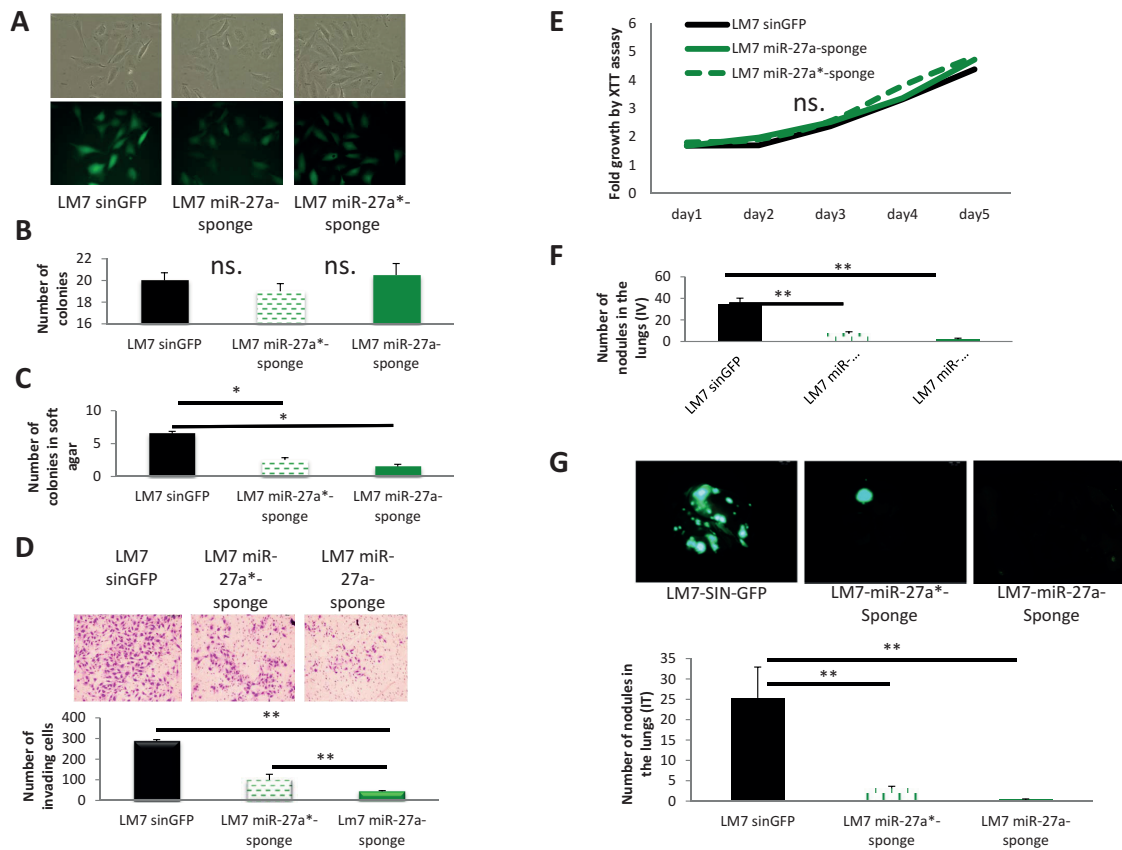 A
LM7 sinGFP
LM7 miR-27a-
sponge
LM7 miR-27a*-
sponge
B
Number of
colonies
22
20
18
16
ns.
ns.
LM7 sinGFP
LM7 miR-27a*-
sponge
LM7 miR-27a-
sponge
C
Number of
colonies in soft
agar
10
5
0
*
*
LM7 sinGFP
LM7 miR-27a*-
sponge
LM7 miR-27a-
sponge
D
LM7
sinGFP
LM7 miR-
27a*-
sponge
LM7 miR-
27a-
sponge
Number of
invading cells
400
300
200
100
0
**
**
LM7 sinGFP
LM7 miR-27a*-
sponge
Lm7 miR-27a-
sponge
E
Fold growth by XTT assasy
6
5
4
3
2
1
0
LM7 sinGFP
LM7 miR-27a-sponge
LM7 miR-27a*-sponge
ns.
day1
day2
day3
day4
day5
F
Number of
nodules in the
lungs (IV)
60
40
20
0
**
**
LM7 sinGFP
LM7 miR-...
LM7 miR-...
G
LM7-SIN-GFP
LM7-miR-27a*-
Sponge
LM7-miR-27a-
Sponge
Number of nodules in
the lungs (IT)
35
30
25
20
15
10
5
0
**
**
LM7 sinGFP
LM7 miR-27a*-
sponge
LM7 miR-27a-
sponge